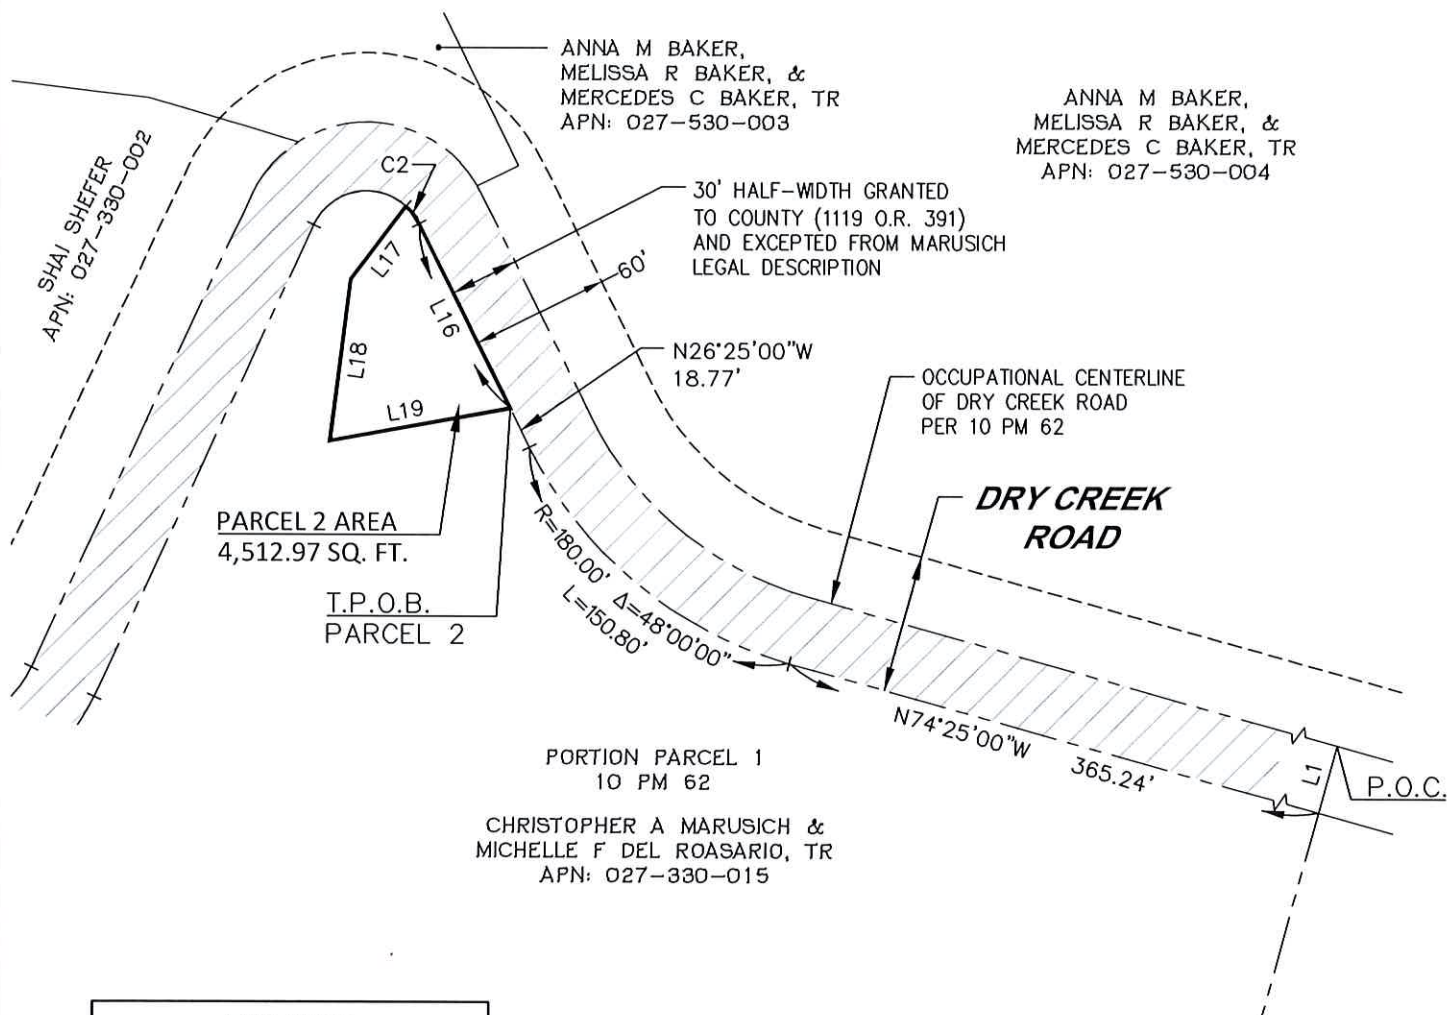 ANNA M BAKER,
MELISSA R BAKER, &
MERCEDES C BAKER, TR
APN: 027-530-003
ANNA M BAKER,
MELISSA R BAKER, &
MERCEDES C BAKER, TR
APN: 027-530-004
SHAI SHEFER
APN: 027-330-002
C2
30' HALF-WIDTH GRANTED
TO COUNTY (1119 O.R. 391)
AND EXCEPTED FROM MARUSICH
LEGAL DESCRIPTION
60'
L17
L16
L18
L19
N26°25'00"W
18.77'
OCCUPATIONAL CENTERLINE
OF DRY CREEK ROAD
PER 10 PM 62
DRY CREEK
ROAD
PARCEL 2 AREA
4,512.97 SQ. FT.
T.P.O.B.
PARCEL 2
R=180.00' Δ=48°00'00"
L=150.80'
N74°25'00"W 365.24'
L1
P.O.C.
PORTION PARCEL 1
10 PM 62
CHRISTOPHER A MARUSICH &
MICHELLE F DEL ROASARIO, TR
APN: 027-330-015